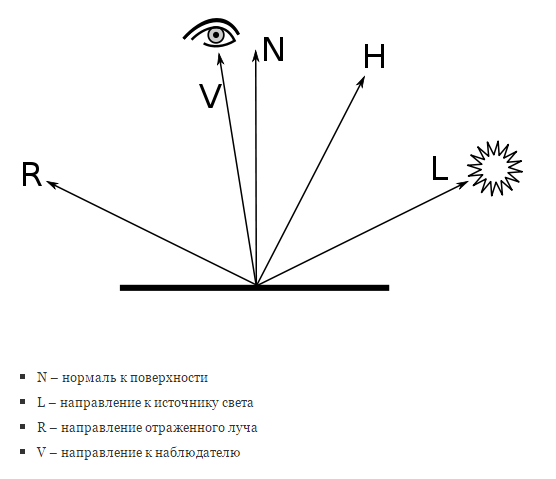 N
H
V
R
L
N – нормаль к поверхности
L – направление к источнику света
R – направление отраженного луча
V – направление к наблюдателю